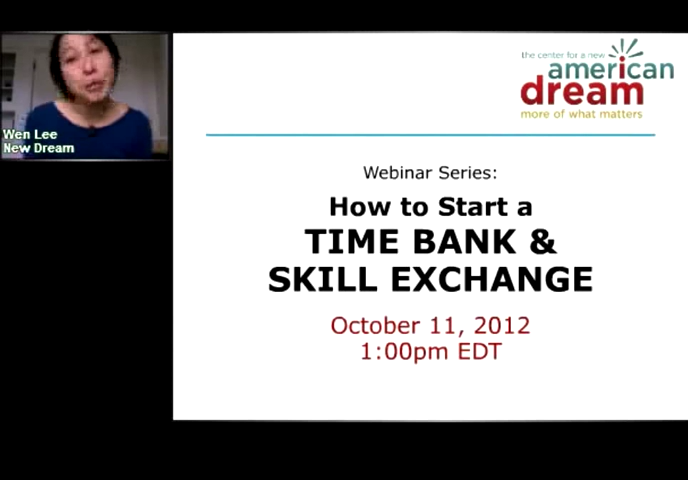 Wen Lee
New Dream
the center for a new
american
dream
more of what matters
Webinar Series:
How to Start a
TIME BANK &
SKILL EXCHANGE
October 11, 2012
1:00pm EDT